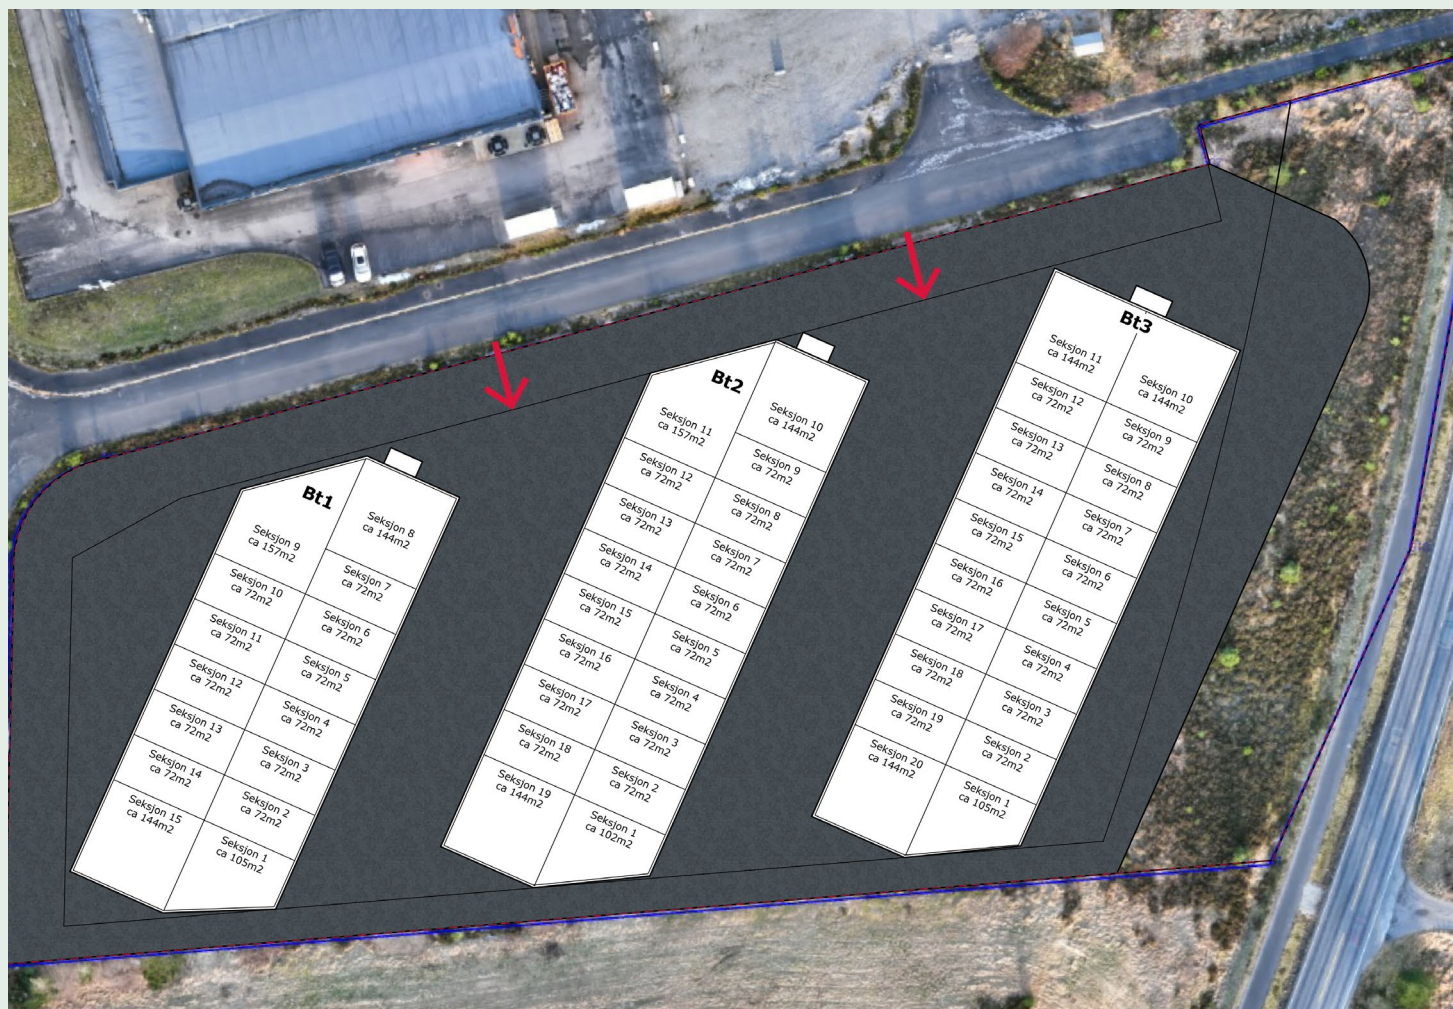 Bt1
Seksjon 8
ca 144m2
Seksjon 9
ca 157m2
Seksjon 7
ca 72m2
Seksjon 10
ca 72m2
Seksjon 6
ca 72m2
Seksjon 11
ca 72m2
Seksjon 5
ca 72m2
Seksjon 12
ca 72m2
Seksjon 4
ca 72m2
Seksjon 13
ca 72m2
Seksjon 3
ca 72m2
Seksjon 14
ca 72m2
Seksjon 2
ca 72m2
Seksjon 15
ca 144m2
Seksjon 1
ca 105m2
Bt2
Seksjon 10
ca 144m2
Seksjon 11
ca 157m2
Seksjon 9
ca 72m2
Seksjon 12
ca 72m2
Seksjon 8
ca 72m2
Seksjon 13
ca 72m2
Seksjon 7
ca 72m2
Seksjon 14
ca 72m2
Seksjon 6
ca 72m2
Seksjon 15
ca 72m2
Seksjon 5
ca 72m2
Seksjon 16
ca 72m2
Seksjon 4
ca 72m2
Seksjon 17
ca 72m2
Seksjon 3
ca 72m2
Seksjon 18
ca 72m2
Seksjon 2
ca 72m2
Seksjon 19
ca 144m2
Seksjon 1
ca 102m2
Bt3
Seksjon 11
ca 144m2
Seksjon 10
ca 144m2
Seksjon 12
ca 72m2
Seksjon 9
ca 72m2
Seksjon 13
ca 72m2
Seksjon 8
ca 72m2
Seksjon 14
ca 72m2
Seksjon 7
ca 72m2
Seksjon 15
ca 72m2
Seksjon 6
ca 72m2
Seksjon 16
ca 72m2
Seksjon 5
ca 72m2
Seksjon 17
ca 72m2
Seksjon 4
ca 72m2
Seksjon 18
ca 72m2
Seksjon 3
ca 72m2
Seksjon 19
ca 72m2
Seksjon 2
ca 72m2
Seksjon 20
ca 144m2
Seksjon 1
ca 105m2